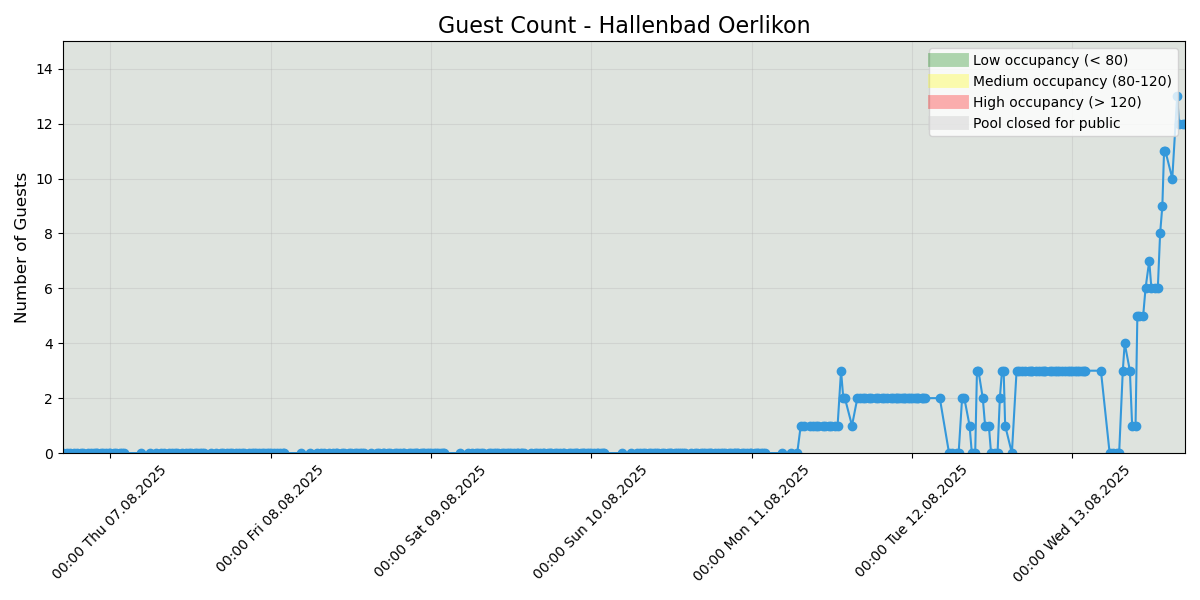 Guest Count - Hallenbad Oerlikon
Low occupancy (< 80)
Medium occupancy (80-120)
High occupancy (> 120)
Pool closed for public
Number of Guests
14
12
10
8
6
4
2
0
00:00 Thu 07.08.2025
00:00 Fri 08.08.2025
00:00 Sat 09.08.2025
00:00 Sun 10.08.2025
00:00 Mon 11.08.2025
00:00 Tue 12.08.2025
00:00 Wed 13.08.2025